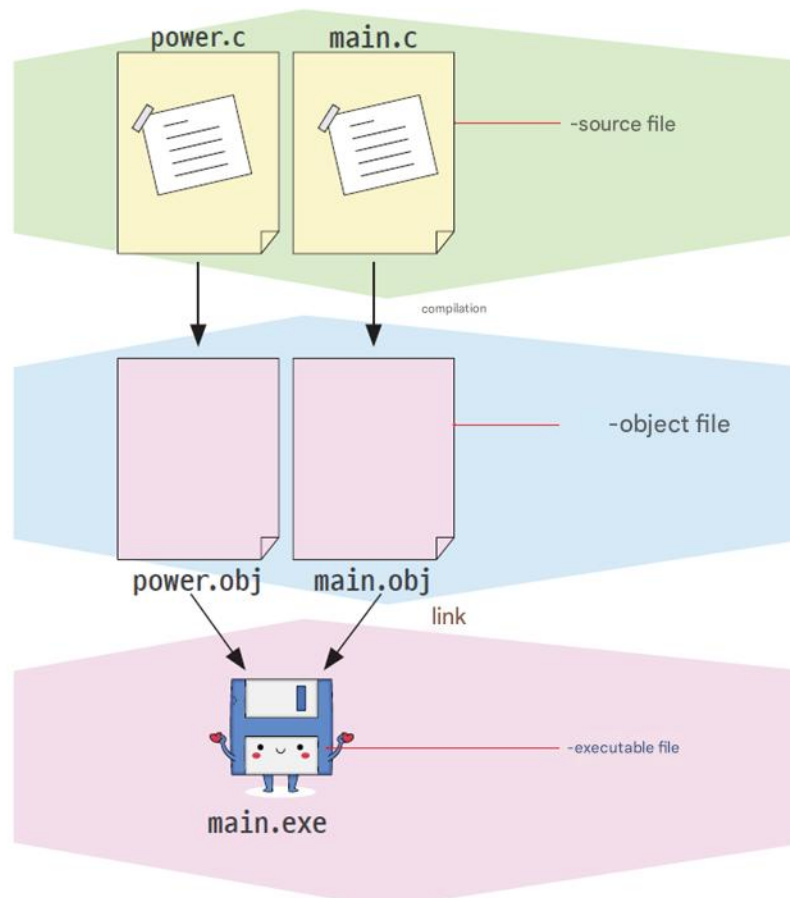 power.c
main.c
-source file
compilation
-object file
power.obj
main.obj
link
-executable file
main.exe